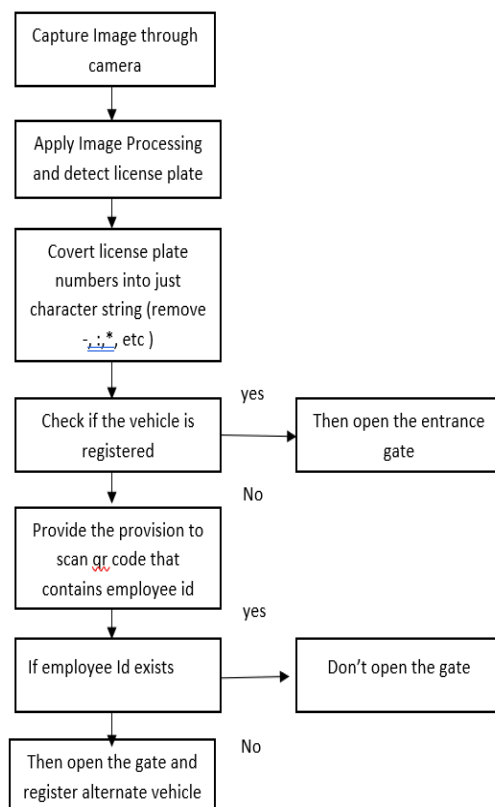 Capture Image through
camera
Apply Image Processing
and detect license plate
Covert license plate
numbers into just
character string (remove
-, :,*, etc )
yes
Check if the vehicle is
registered
Then open the entrance
gate
No
Provide the provision to
scan qr code that
contains employee id
yes
If employee Id exists
Don’t open the gate
No
Then open the gate and
register alternate vehicle